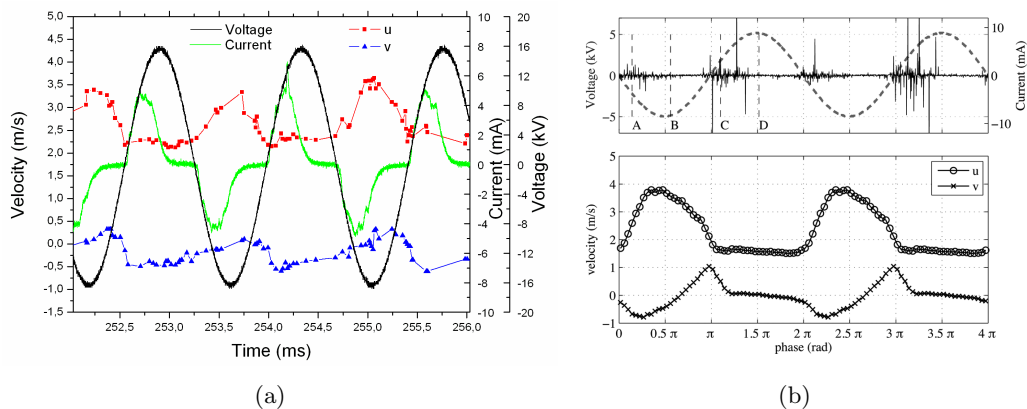 Voltage
Current
u
v
5,0
4,5
4,0
3,5
3,0
2,5
2,0
1,5
1,0
0,5
0,0
-0,5
-1,0
-1,5
Velocity (m/s)
10
8
6
4
2
0
-2
-4
-6
-8
-10
Current (mA)
20
16
12
8
4
0
-4
-8
-12
-16
-20
Voltage (kV)
252,5 253,0 253,5 254,0 254,5 255,0 255,5 256,0
Time (ms)
(a)
5
0
-5
Voltage (kV)
A B C D
10
0
-10
Current (mA)
u
v
5
4
3
2
1
0
-1
velocity (m/s)
0 0.5 π π 1.5 π 2 π 2.5 π 3 π 3.5 π 4 π
phase (rad)
(b)